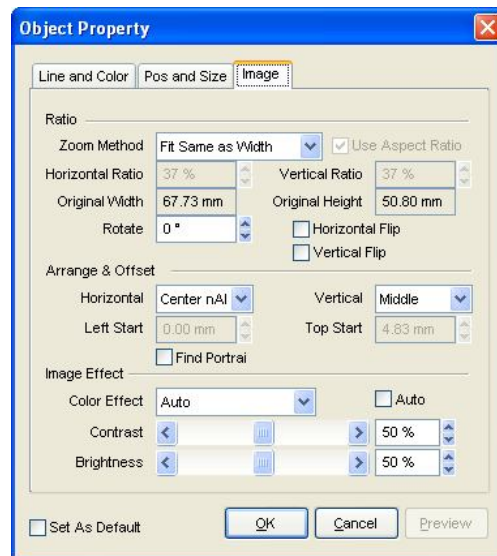 Object Property
Line and Color Pos and Size Image
Ratio
Zoom Method Fit Same as Width Use Aspect Ratio
Horizontal Ratio 37 % Vertical Ratio 37 %
Original Width 67.73 mm Original Height 50.80 mm
Rotate 0 ° Horizontal Flip
Vertical Flip
Arrange & Offset
Horizontal Center nAl Vertical Middle
Left Start 0.00 mm Top Start 4.83 mm
Find Portrai
Image Effect
Color Effect Auto Auto
Contrast 50 %
Brightness 50 %
Set As Default OK Cancel Preview